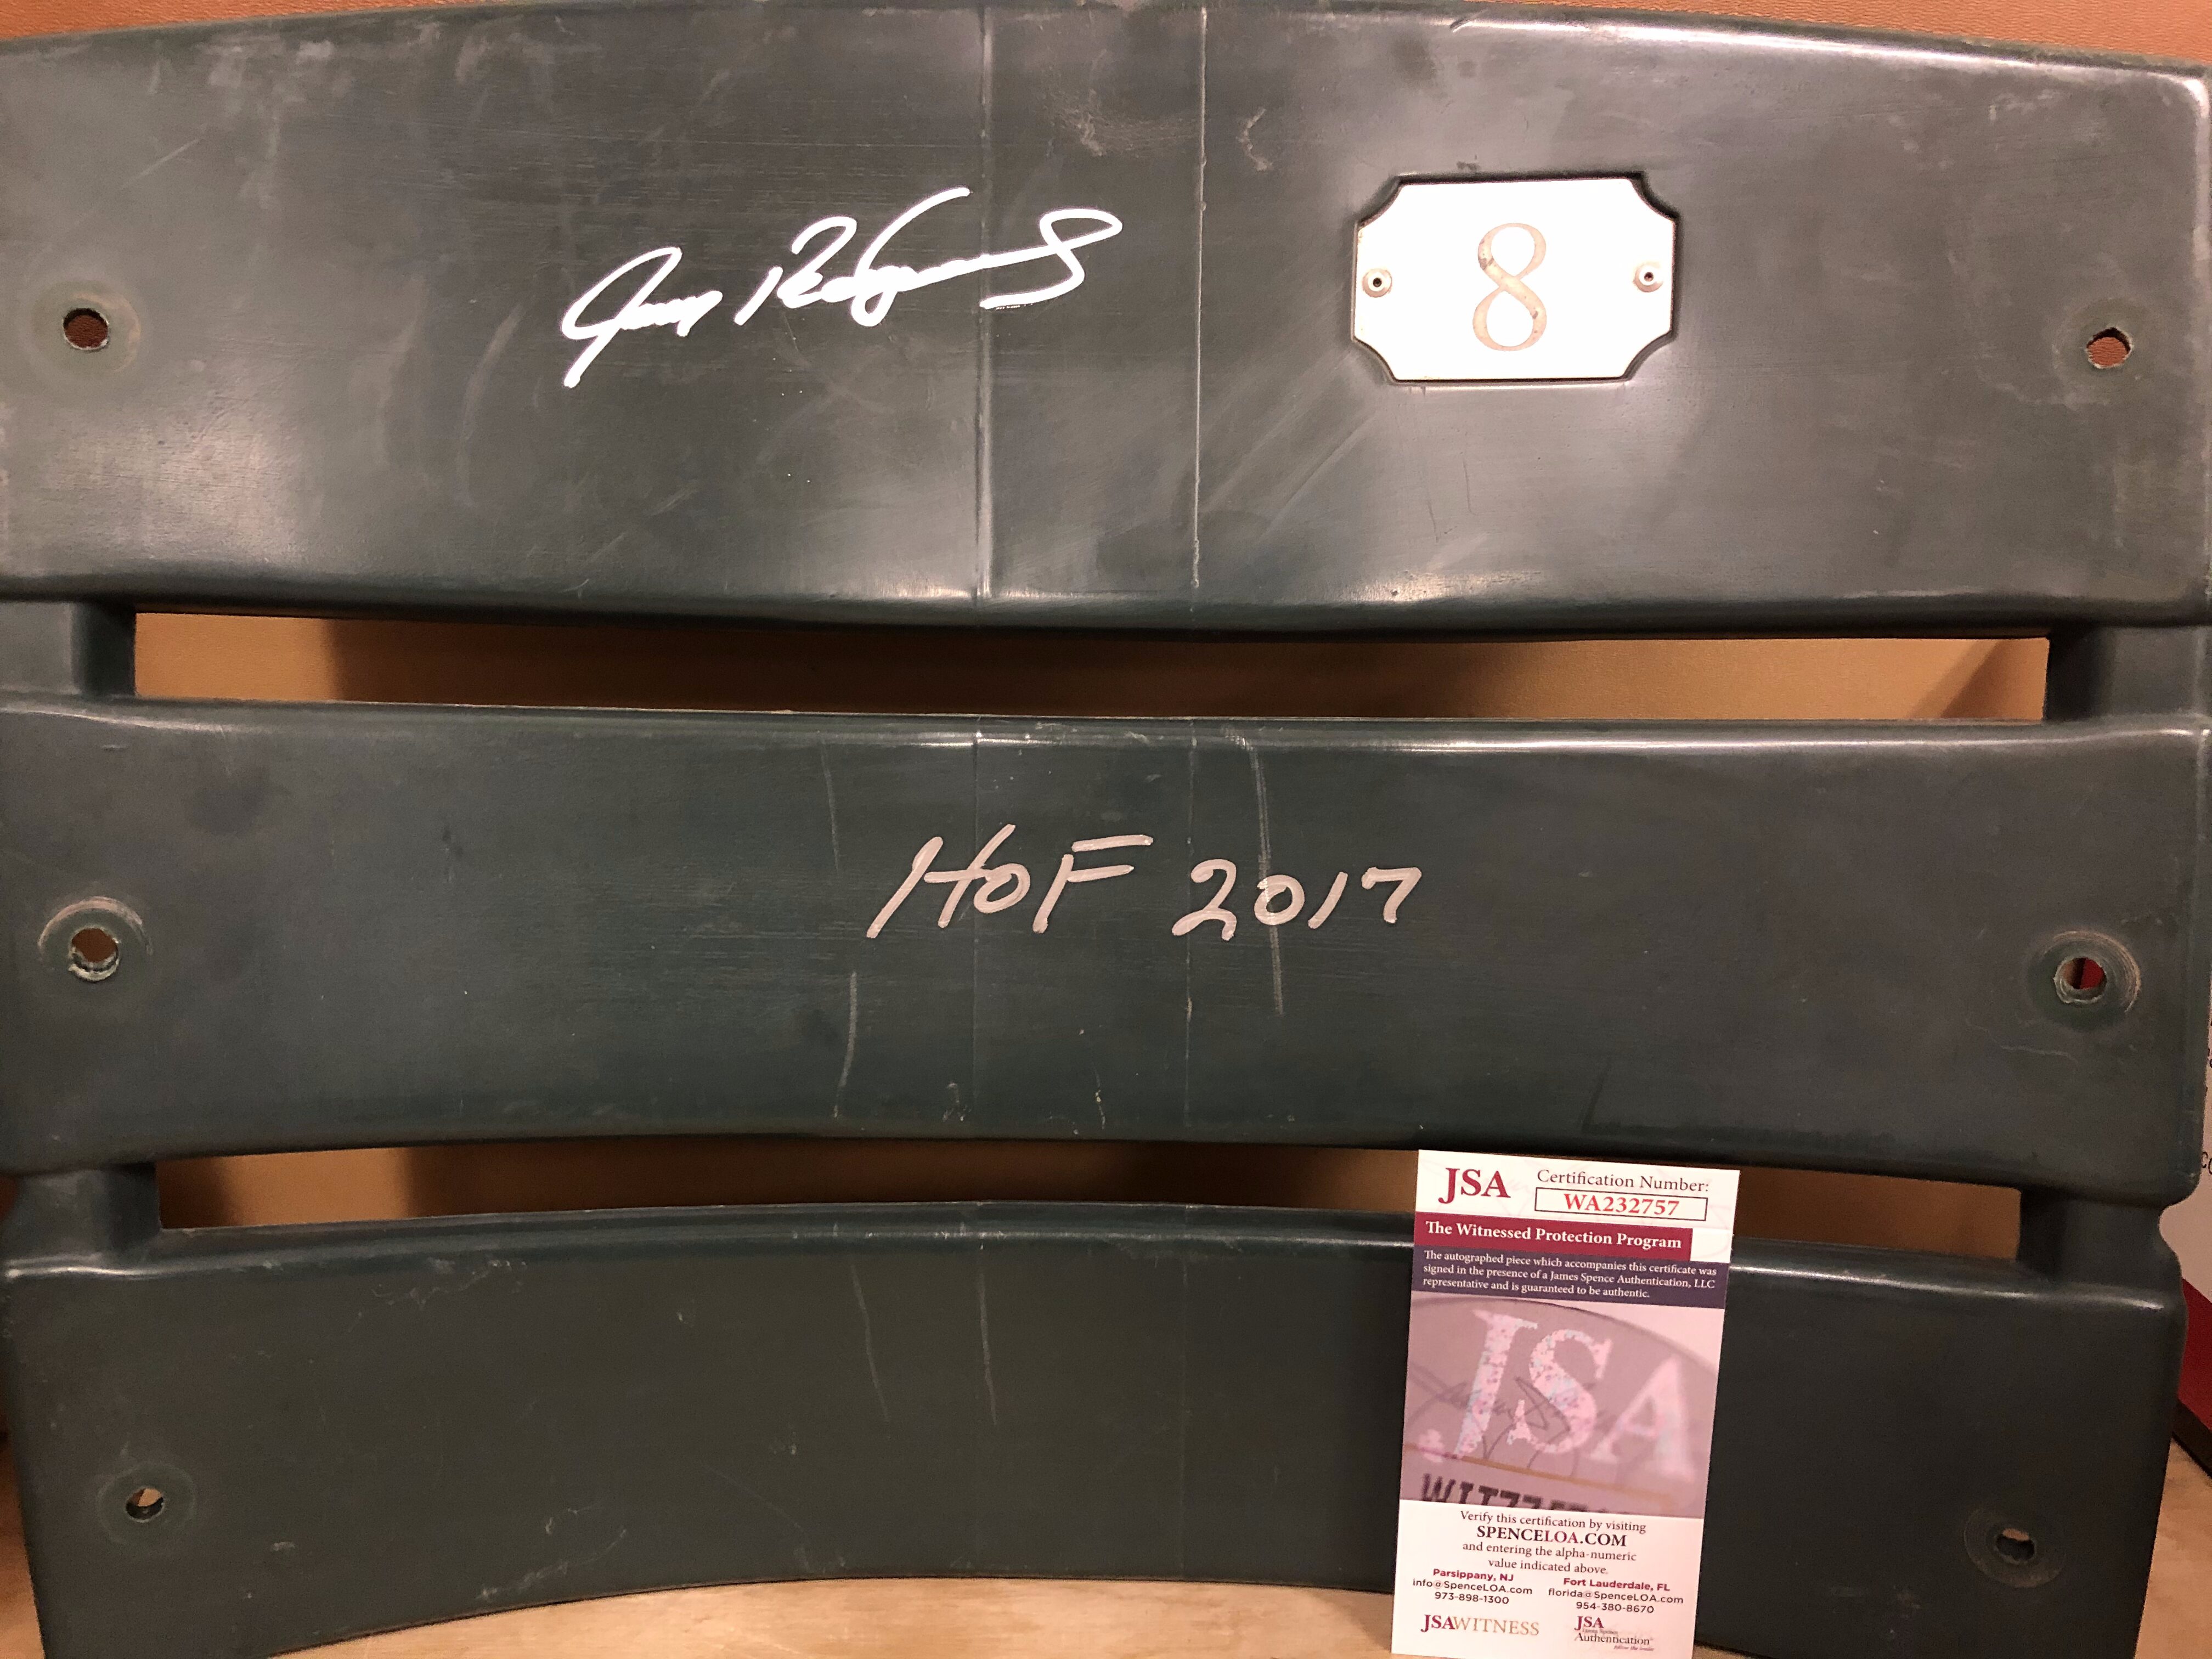 8
HOF 2017
JSA
Certification Number:
WA232757
The Witnessed Protection Program
The autographed piece which accompanies this certificate was
signed in the presence of a James Spence Authentication, LLC
representative and is guaranteed to be authentic.
JSA
Verify this certification by visiting
SPENCELOA.COM
and entering the alpha-numeric
value indicated above.
Parsippany, NJ
info@SpenceLOA.com
973-898-1300
Fort Lauderdale, FL
florida@SpenceLOA.com
954-380-8670
JSAWITNESS
JSA
Authentication